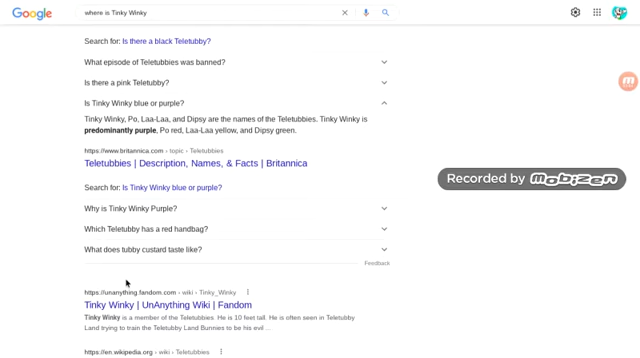 Google
where is Tinky Winky
Search for: Is there a black Teletubby?
What episode of Teletubbies was banned?
Is there a pink Teletubby?
Is Tinky Winky blue or purple?
Tinky Winky, Po, Laa-Laa, and Dipsy are the names of the Teletubbies. Tinky Winky is
predominantly purple, Po red, Laa-Laa yellow, and Dipsy green.
https://www.britannica.com › topic › Teletubbies
Teletubbies | Description, Names, & Facts | Britannica
Recorded by mobizen
Search for: Is Tinky Winky blue or purple?
Why is Tinky Winky Purple?
Which Teletubby has a red handbag?
What does tubby custard taste like?
Feedback
https://unanything.fandom.com › wiki › Tinky_Winky
Tinky Winky | UnAnything Wiki | Fandom
Tinky Winky is a member of the Teletubbies. He is 10 feet tall. He is often seen in Teletubby
Land trying to train the Teletubby Land Bunnies to be his evil ...
https://en.wikipedia.org › wiki › Teletubbies